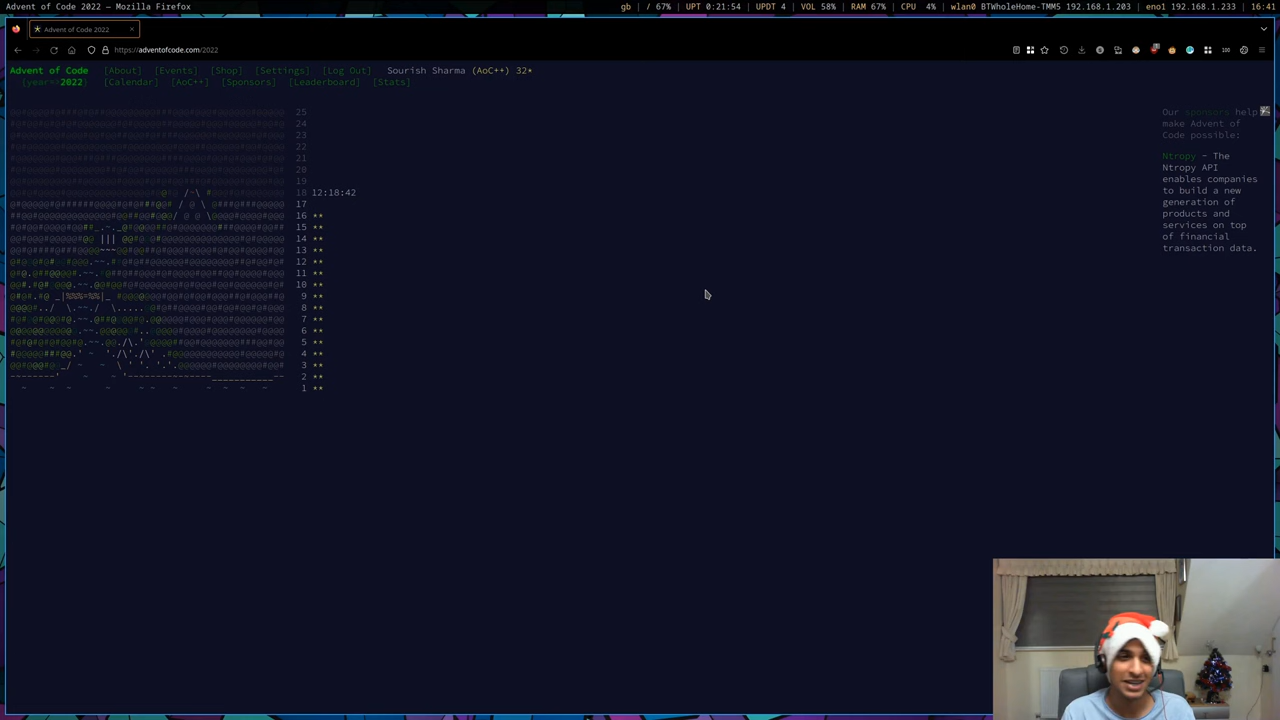 Advent of Code 2022 — Mozilla Firefox
gb | / 67% | UPT 0:21:54 | UPDT 4 | VOL 58% | RAM 67% | CPU 4% | wlan0 BTWholeHome-TMM5 192.168.1.203 | eno1 192.168.1.233 | 16:41
Advent of Code 2022
https://adventofcode.com/2022
100
Advent of Code [About] [Events] [Shop] [Settings] [Log Out] Sourish Sharma (AoC++) 32*
{year=>2022} [Calendar] [AoC++] [Sponsors] [Leaderboard] [Stats]
25
24
23
22
21
20
19
18 12:18:42
17
16 **
15 **
14 **
13 **
12 **
11 **
10 **
9 **
8 **
7 **
6 **
5 **
4 **
3 **
2 **
1 **
Our sponsors help
make Advent of
Code possible:
Ntropy - The
Ntropy API
enables companies
to build a new
generation of
products and
services on top
of financial
transaction data.